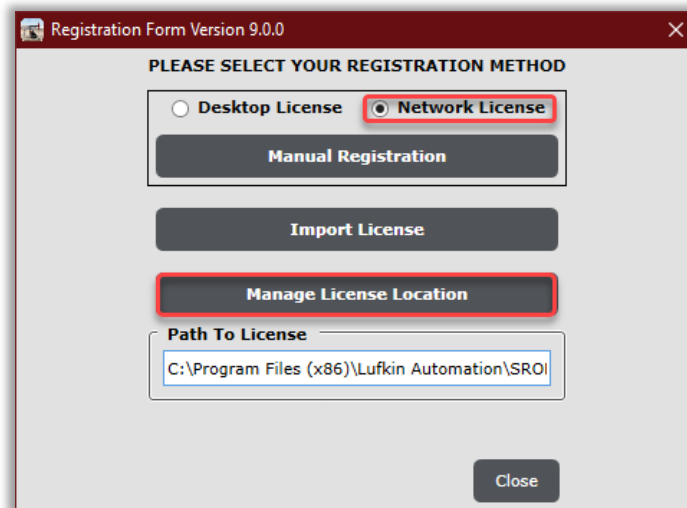 Registration Form Version 9.0.0
PLEASE SELECT YOUR REGISTRATION METHOD
Desktop License Network License
Manual Registration
Import License
Manage License Location
Path To License
C:\Program Files (x86)\Lufkin Automation\SRO
Close